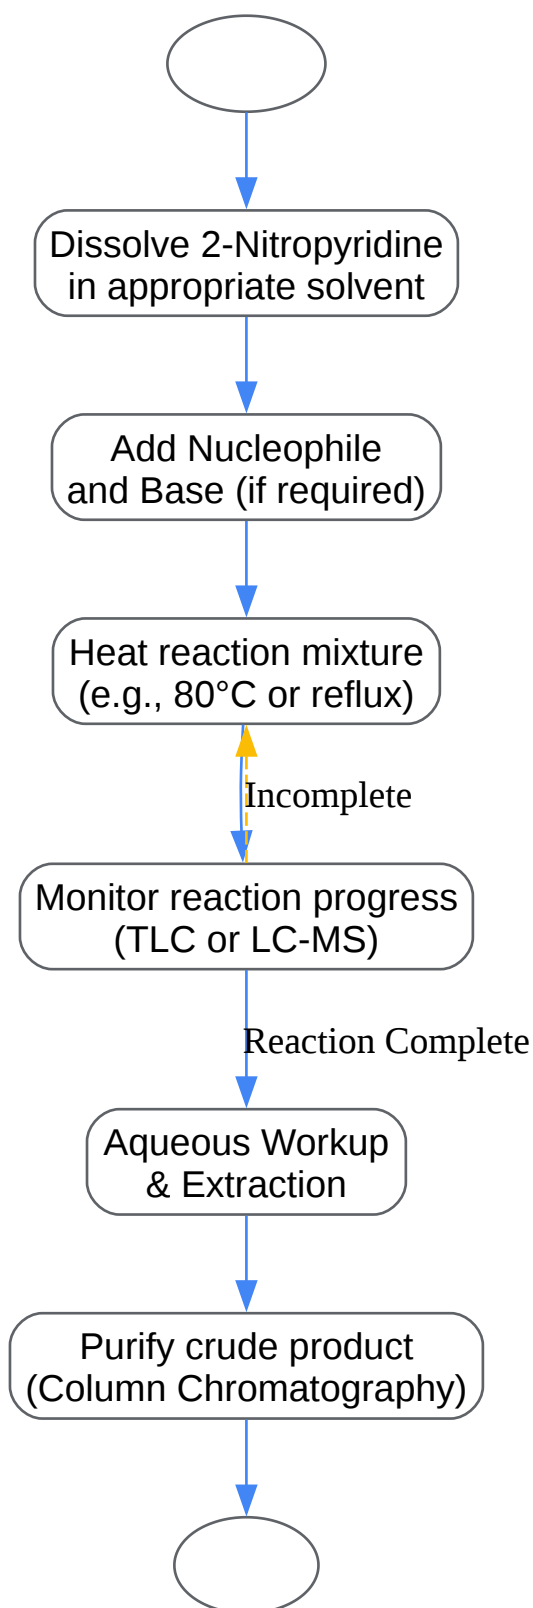 Dissolve 2-Nitropyridine
in appropriate solvent
Add Nucleophile
and Base (if required)
Heat reaction mixture
(e.g., 80°C or reflux)
Incomplete
Monitor reaction progress
(TLC or LC-MS)
Reaction Complete
Aqueous Workup
& Extraction
Purify crude product
(Column Chromatography)